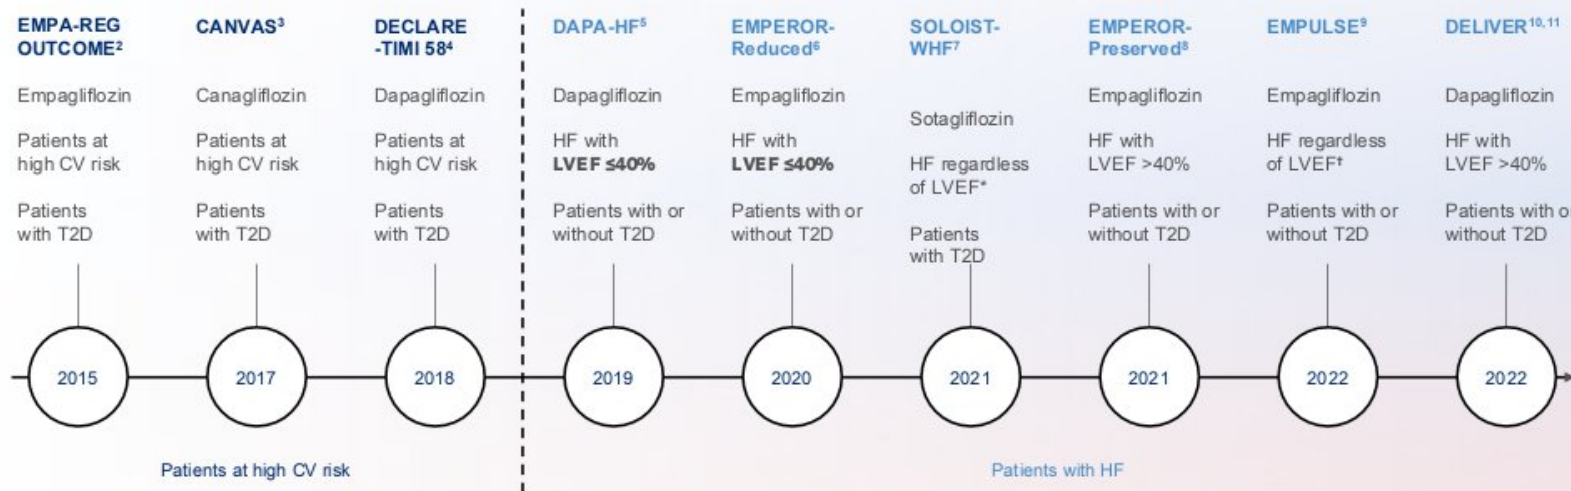 EMPA-REG
OUTCOME²
Empagliflozin
Patients at
high CV risk
Patients
with T2D
2015
CANVAS³
Canagliflozin
Patients at
high CV risk
Patients
with T2D
2017
DECLARE
-TIMI 58⁴
Dapagliflozin
Patients at
high CV risk
Patients
with T2D
2018
DAPA-HF⁵
Dapagliflozin
HF with
LVEF ≤40%
Patients with or
without T2D
2019
EMPEROR-
Reduced⁶
Empagliflozin
HF with
LVEF ≤40%
Patients with or
without T2D
2020
SOLOIST-
WHF⁷
Sotagliflozin
HF regardless
of LVEF*
Patients
with T2D
2021
EMPEROR-
Preserved⁸
Empagliflozin
HF with
LVEF >40%
Patients with or
without T2D
2021
EMPULSE⁹
Empagliflozin
HF regardless
of LVEF†
Patients with or
without T2D
2022
DELIVER¹⁰,¹¹
Dapagliflozin
HF with
LVEF >40%
Patients with or
without T2D
2022
Patients at high CV risk
Patients with HF